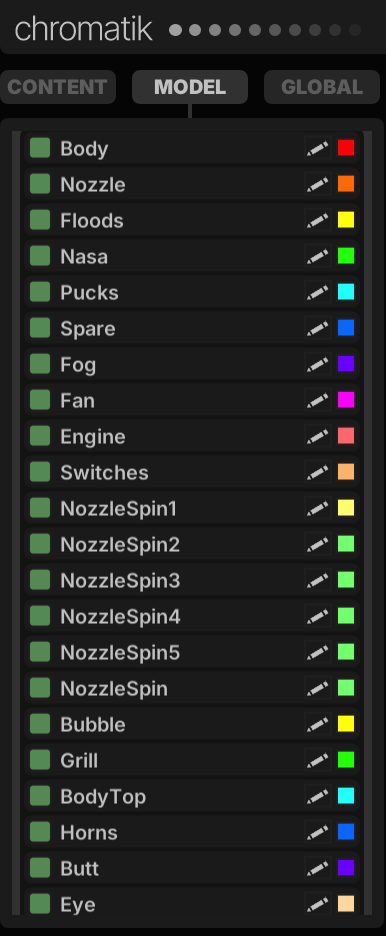 chromatik
CONTENT MODEL GLOBAL
Body
Nozzle
Floods
Nasa
Pucks
Spare
Fog
Fan
Engine
Switches
NozzleSpin1
NozzleSpin2
NozzleSpin3
NozzleSpin4
NozzleSpin5
NozzleSpin
Bubble
Grill
BodyTop
Horns
Butt
Eye